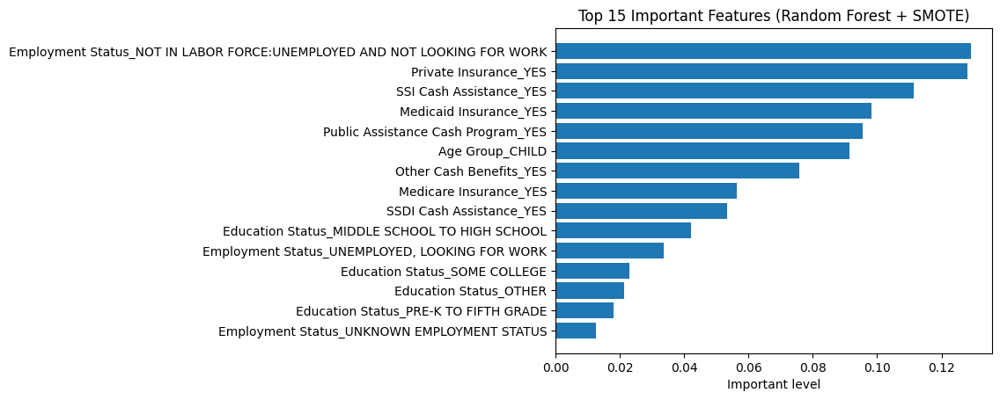 Top 15 Important Features (Random Forest + SMOTE)
Employment Status_NOT IN LABOR FORCE:UNEMPLOYED AND NOT LOOKING FOR WORK
Private Insurance_YES
SSI Cash Assistance_YES
Medicaid Insurance_YES
Public Assistance Cash Program_YES
Age Group_CHILD
Other Cash Benefits_YES
Medicare Insurance_YES
SSDI Cash Assistance_YES
Education Status_MIDDLE SCHOOL TO HIGH SCHOOL
Employment Status_UNEMPLOYED, LOOKING FOR WORK
Education Status_SOME COLLEGE
Education Status_OTHER
Education Status_PRE-K TO FIFTH GRADE
Employment Status_UNKNOWN EMPLOYMENT STATUS
0.00 0.02 0.04 0.06 0.08 0.10 0.12
Important level